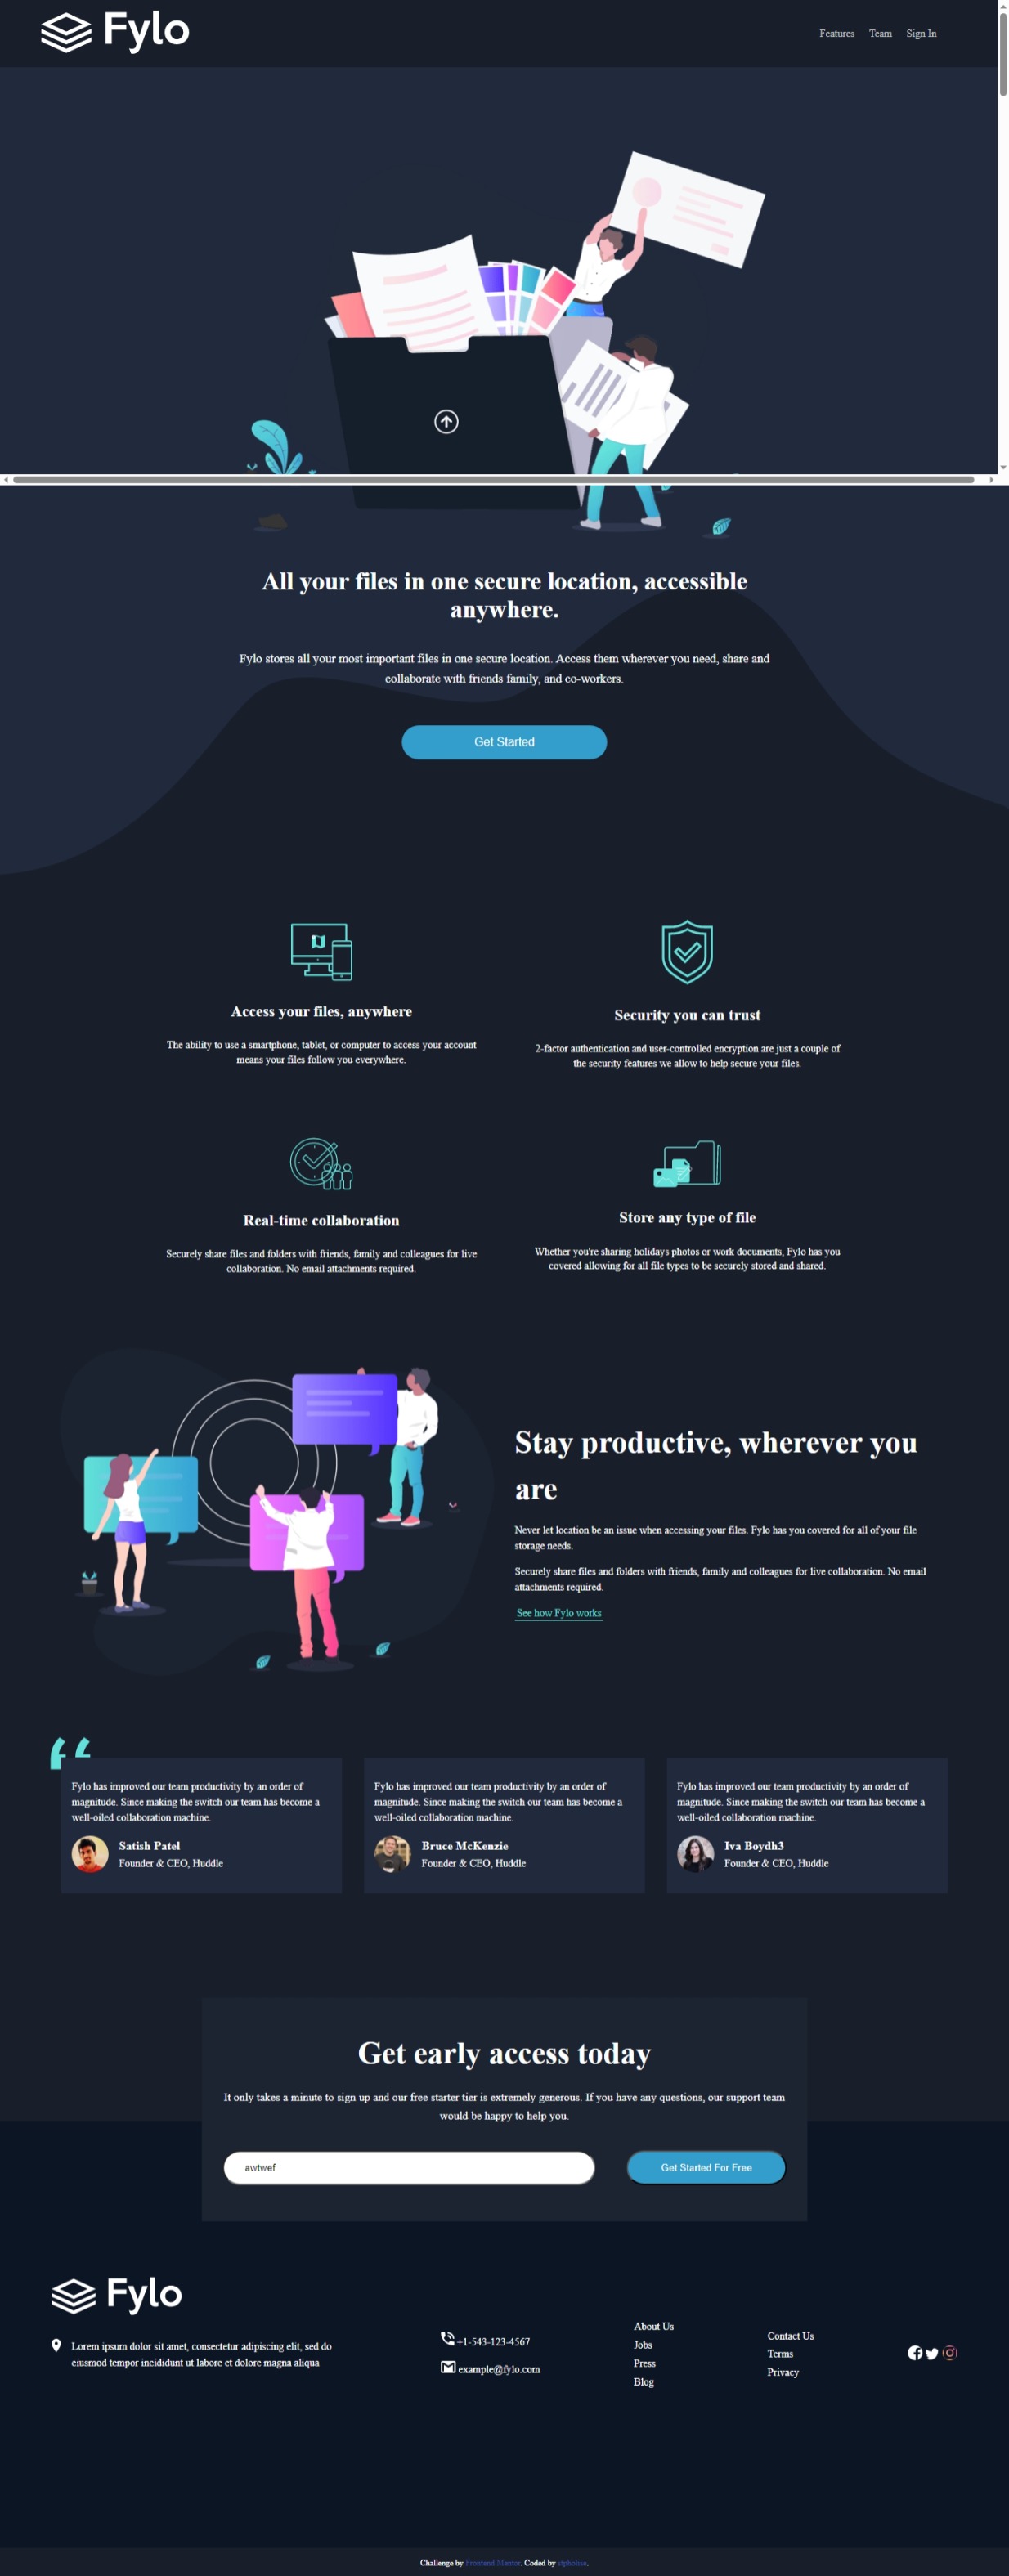 Fylo
Features Team Sign In
All your files in one secure location, accessible
anywhere.
Fylo stores all your most important files in one secure location. Access them wherever you need, share and
collaborate with friends family, and co-workers.
Get Started
Access your files, anywhere
The ability to use a smartphone, tablet, or computer to access your account
means your files follow you everywhere.
Security you can trust
2-factor authentication and user-controlled encryption are just a couple of
the security features we allow to help secure your files.
Real-time collaboration
Securely share files and folders with friends, family and colleagues for live
collaboration. No email attachments required.
Store any type of file
Whether you're sharing holidays photos or work documents, Fylo has you
covered allowing for all file types to be securely stored and shared.
Stay productive, wherever you
are
Never let location be an issue when accessing your files. Fylo has you covered for all of your file
storage needs.
Securely share files and folders with friends, family and colleagues for live collaboration. No email
attachments required.
See how Fylo works
Fylo has improved our team productivity by an order of
magnitude. Since making the switch our team has become a
well-oiled collaboration machine.
Satish Patel
Founder & CEO, Huddle
Fylo has improved our team productivity by an order of
magnitude. Since making the switch our team has become a
well-oiled collaboration machine.
Bruce McKenzie
Founder & CEO, Huddle
Fylo has improved our team productivity by an order of
magnitude. Since making the switch our team has become a
well-oiled collaboration machine.
Iva Boydh3
Founder & CEO, Huddle
Get early access today
It only takes a minute to sign up and our free starter tier is extremely generous. If you have any questions, our support team
would be happy to help you.
awtwef
Get Started For Free
Fylo
Lorem ipsum dolor sit amet, consectetur adipiscing elit, sed do
eiusmod tempor incididunt ut labore et dolore magna aliqua
+1-543-123-4567
example@fylo.com
About Us
Jobs
Press
Blog
Contact Us
Terms
Privacy
Challenge by Frontend Mentor. Coded by